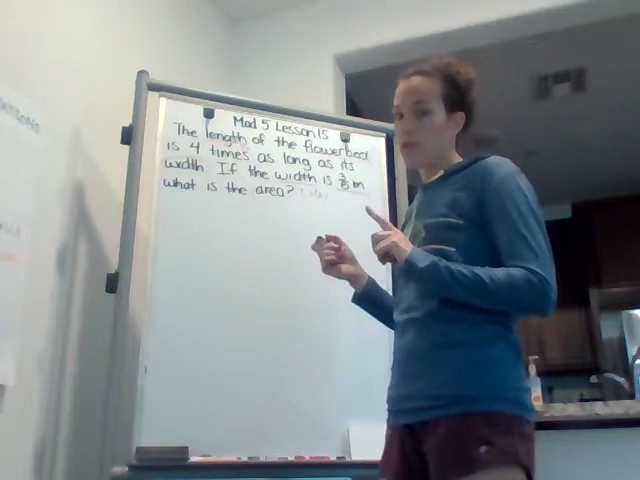 Mod 5 Lesson 15
The length of the flowerbed
is 4 times as long as its
width If the width is 3/8 m
what is the area? L×W